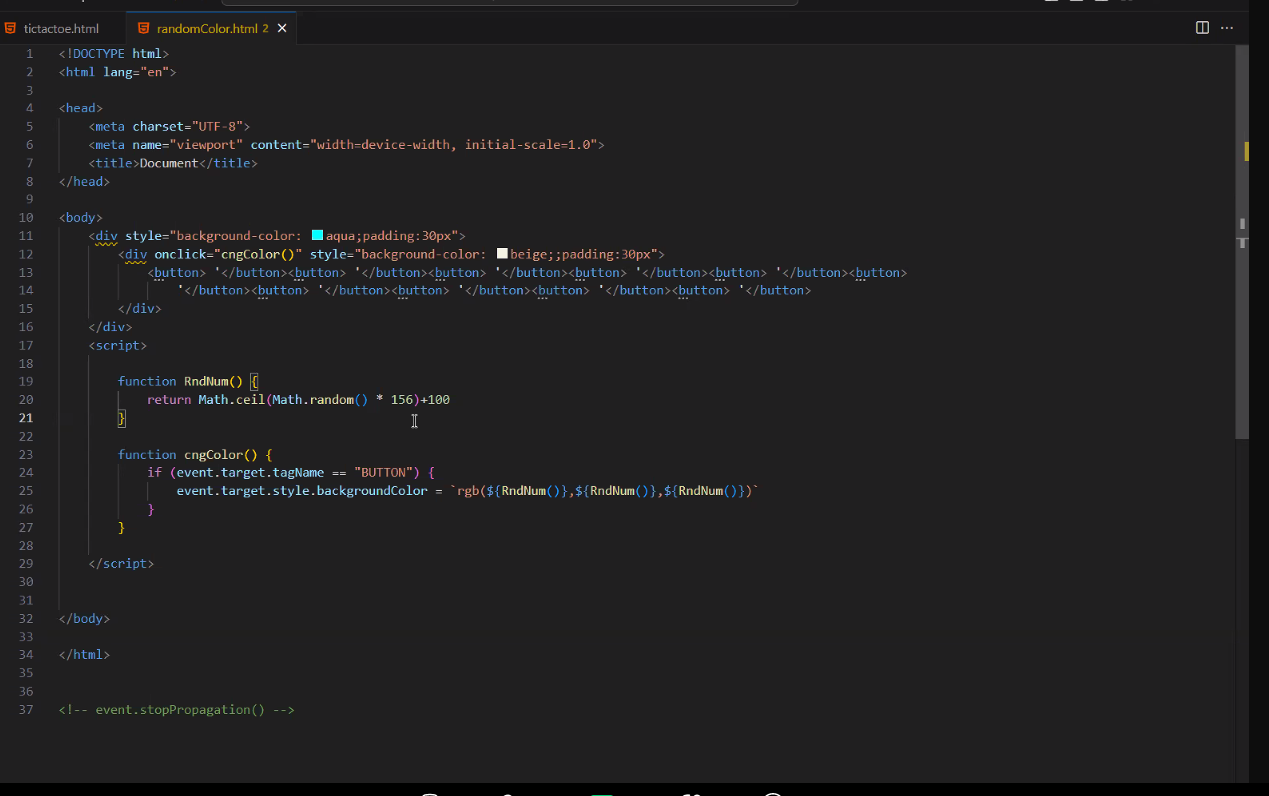 tictactoe.html
randomColor.html 2
1 <!DOCTYPE html>
2 <html lang="en">
3
4 <head>
5     <meta charset="UTF-8">
6     <meta name="viewport" content="width=device-width, initial-scale=1.0">
7     <title>Document</title>
8 </head>
9
10 <body>
11     <div style="background-color: aqua;padding:30px">
12         <div onclick="cngColor()" style="background-color: beige;;padding:30px">
13             <button> '</button><button> '</button><button> '</button><button> '</button><button> '</button><button>
14                 '</button><button> '</button><button> '</button><button> '</button><button> '</button>
15         </div>
16     </div>
17     <script>
18
19         function RndNum() {
20             return Math.ceil(Math.random() * 156)+100
21         }
22
23         function cngColor() {
24             if (event.target.tagName == "BUTTON") {
25                 event.target.style.backgroundColor = `rgb(${RndNum()},${RndNum()},${RndNum()})`
26             }
27         }
28
29     </script>
30
31
32 </body>
33
34 </html>
35
36
37 <!-- event.stopPropagation() -->